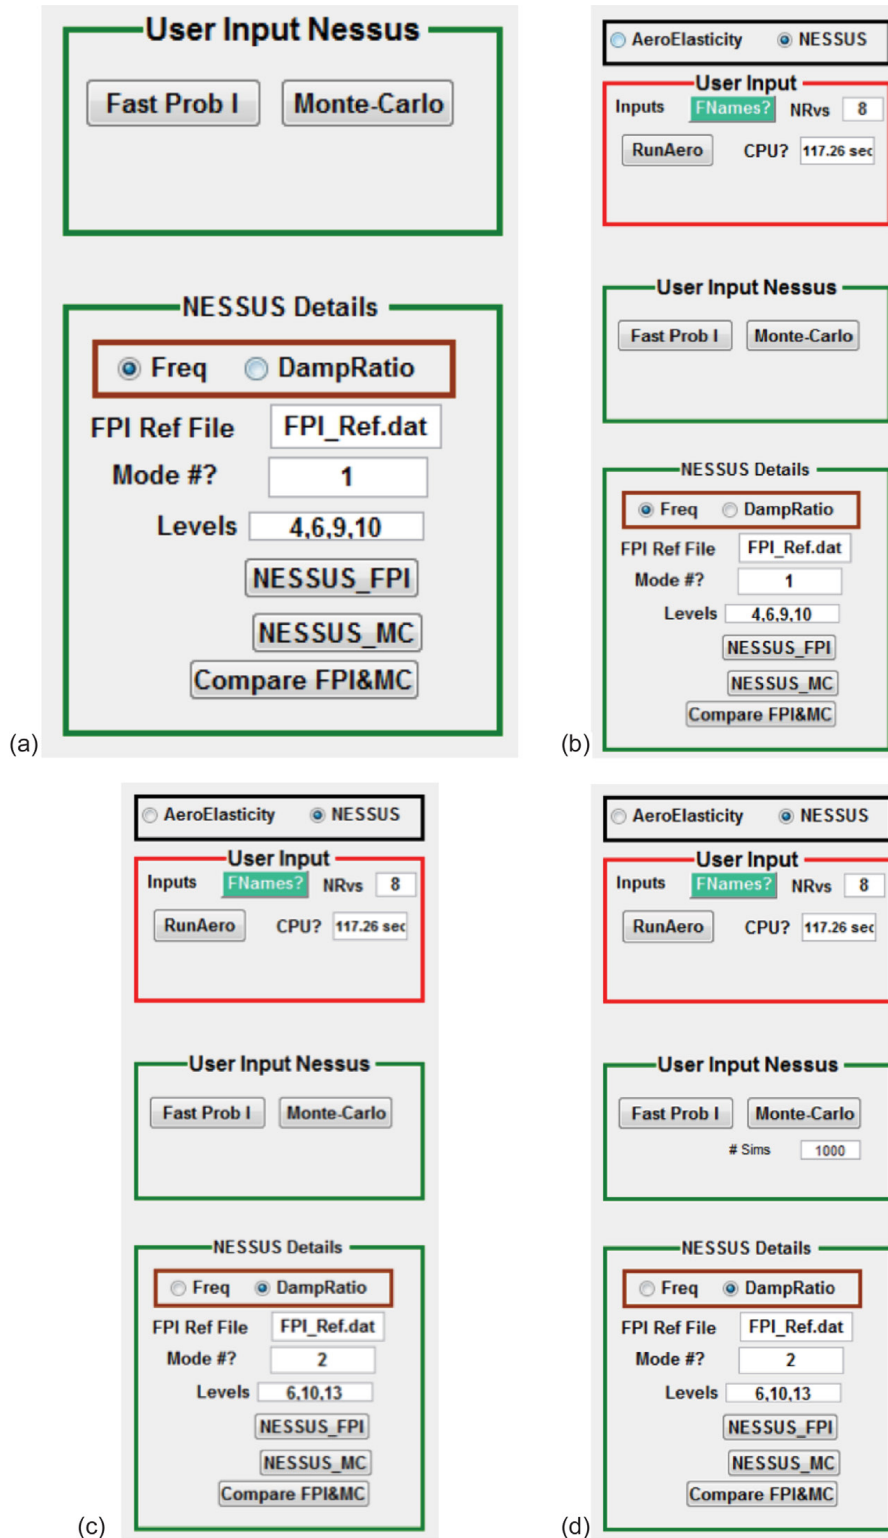 User Input Nessus
Fast Prob I Monte-Carlo
NESSUS Details
Freq DampRatio
FPI Ref File FPI_Ref.dat
Mode #? 1
Levels 4,6,9,10
NESSUS_FPI
NESSUS_MC
Compare FPI&MC
(a)
AeroElasticity NESSUS
User Input
Inputs FNames? NRvs 8
RunAero CPU? 117.26 sec
User Input Nessus
Fast Prob I Monte-Carlo
NESSUS Details
Freq DampRatio
FPI Ref File FPI_Ref.dat
Mode #? 1
Levels 4,6,9,10
NESSUS_FPI
NESSUS_MC
Compare FPI&MC
(b)
AeroElasticity NESSUS
User Input
Inputs FNames? NRvs 8
RunAero CPU? 117.26 sec
User Input Nessus
Fast Prob I Monte-Carlo
NESSUS Details
Freq DampRatio
FPI Ref File FPI_Ref.dat
Mode #? 2
Levels 6,10,13
NESSUS_FPI
NESSUS_MC
Compare FPI&MC
(c)
AeroElasticity NESSUS
User Input
Inputs FNames? NRvs 8
RunAero CPU? 117.26 sec
User Input Nessus
Fast Prob I Monte-Carlo
# Sims 1000
NESSUS Details
Freq DampRatio
FPI Ref File FPI_Ref.dat
Mode #? 2
Levels 6,10,13
NESSUS_FPI
NESSUS_MC
Compare FPI&MC
(d)